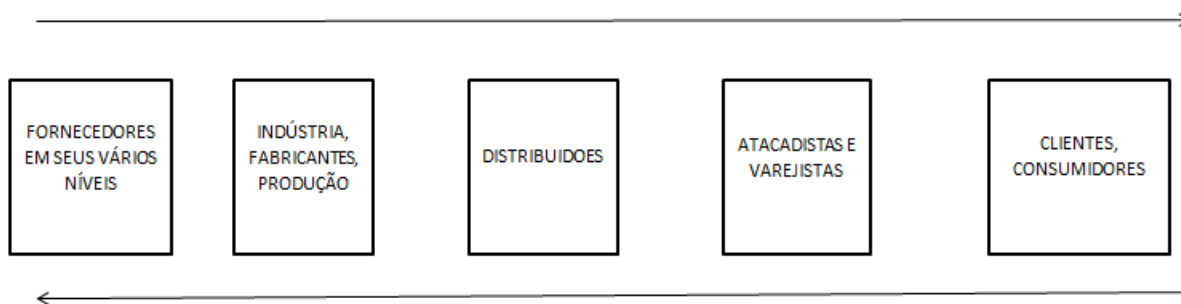 FORNECEDORES
EM SEUS VÁRIOS
NÍVEIS
INDÚSTRIA,
FABRICANTES,
PRODUÇÃO
DISTRIBUIDOES
ATACADISTAS E
VAREJISTAS
CLIENTES,
CONSUMIDORES